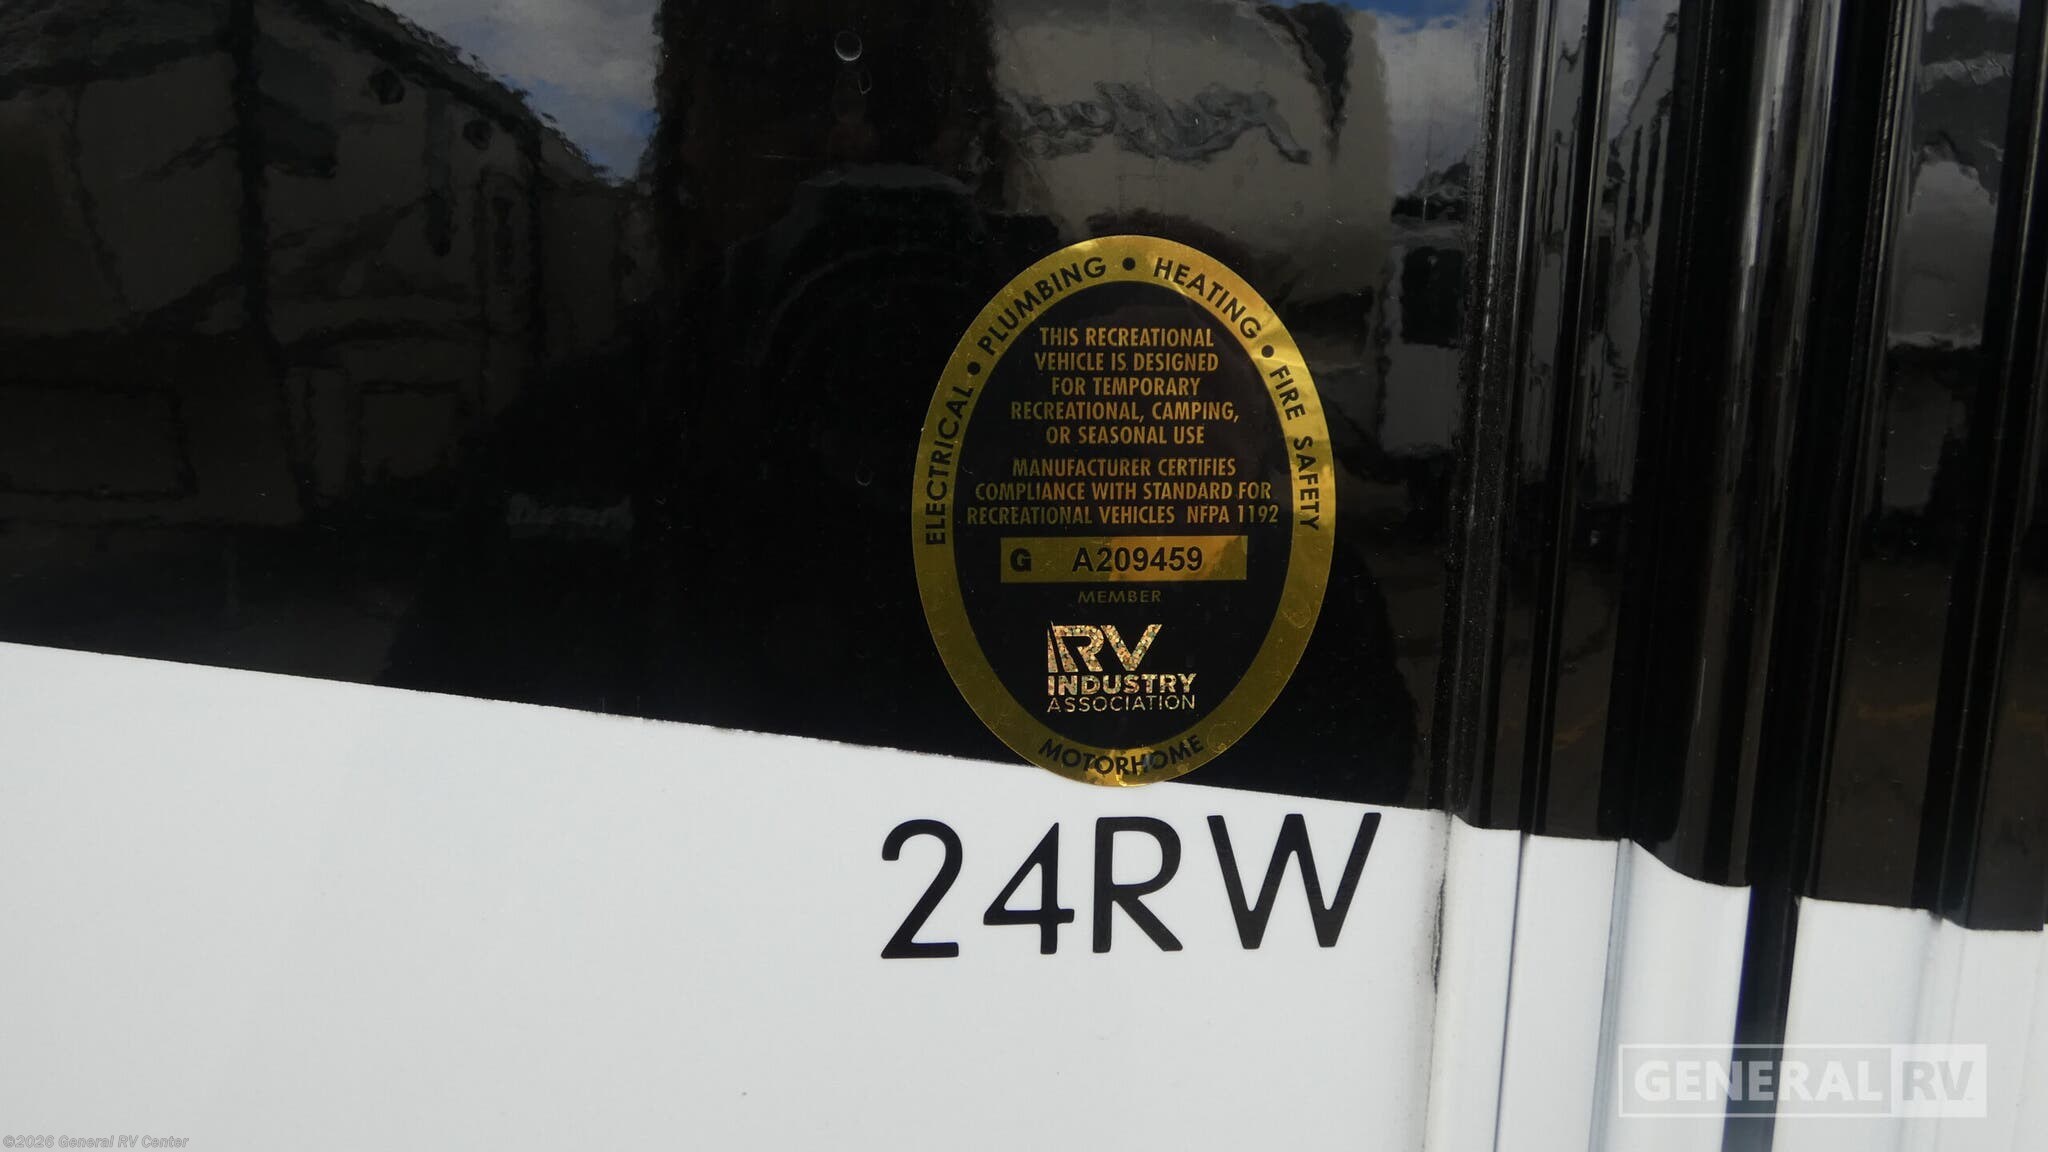 ELECTRICAL • PLUMBING • HEATING • FIRE SAFETY
THIS RECREATIONAL
VEHICLE IS DESIGNED
FOR TEMPORARY
RECREATIONAL, CAMPING,
OR SEASONAL USE
MANUFACTURER CERTIFIES
COMPLIANCE WITH STANDARD FOR
RECREATIONAL VEHICLES NFPA 1192
G A209459
MEMBER
RV
INDUSTRY
ASSOCIATION
MOTORHOME
24RW
GENERAL RV
©2026 General RV Center